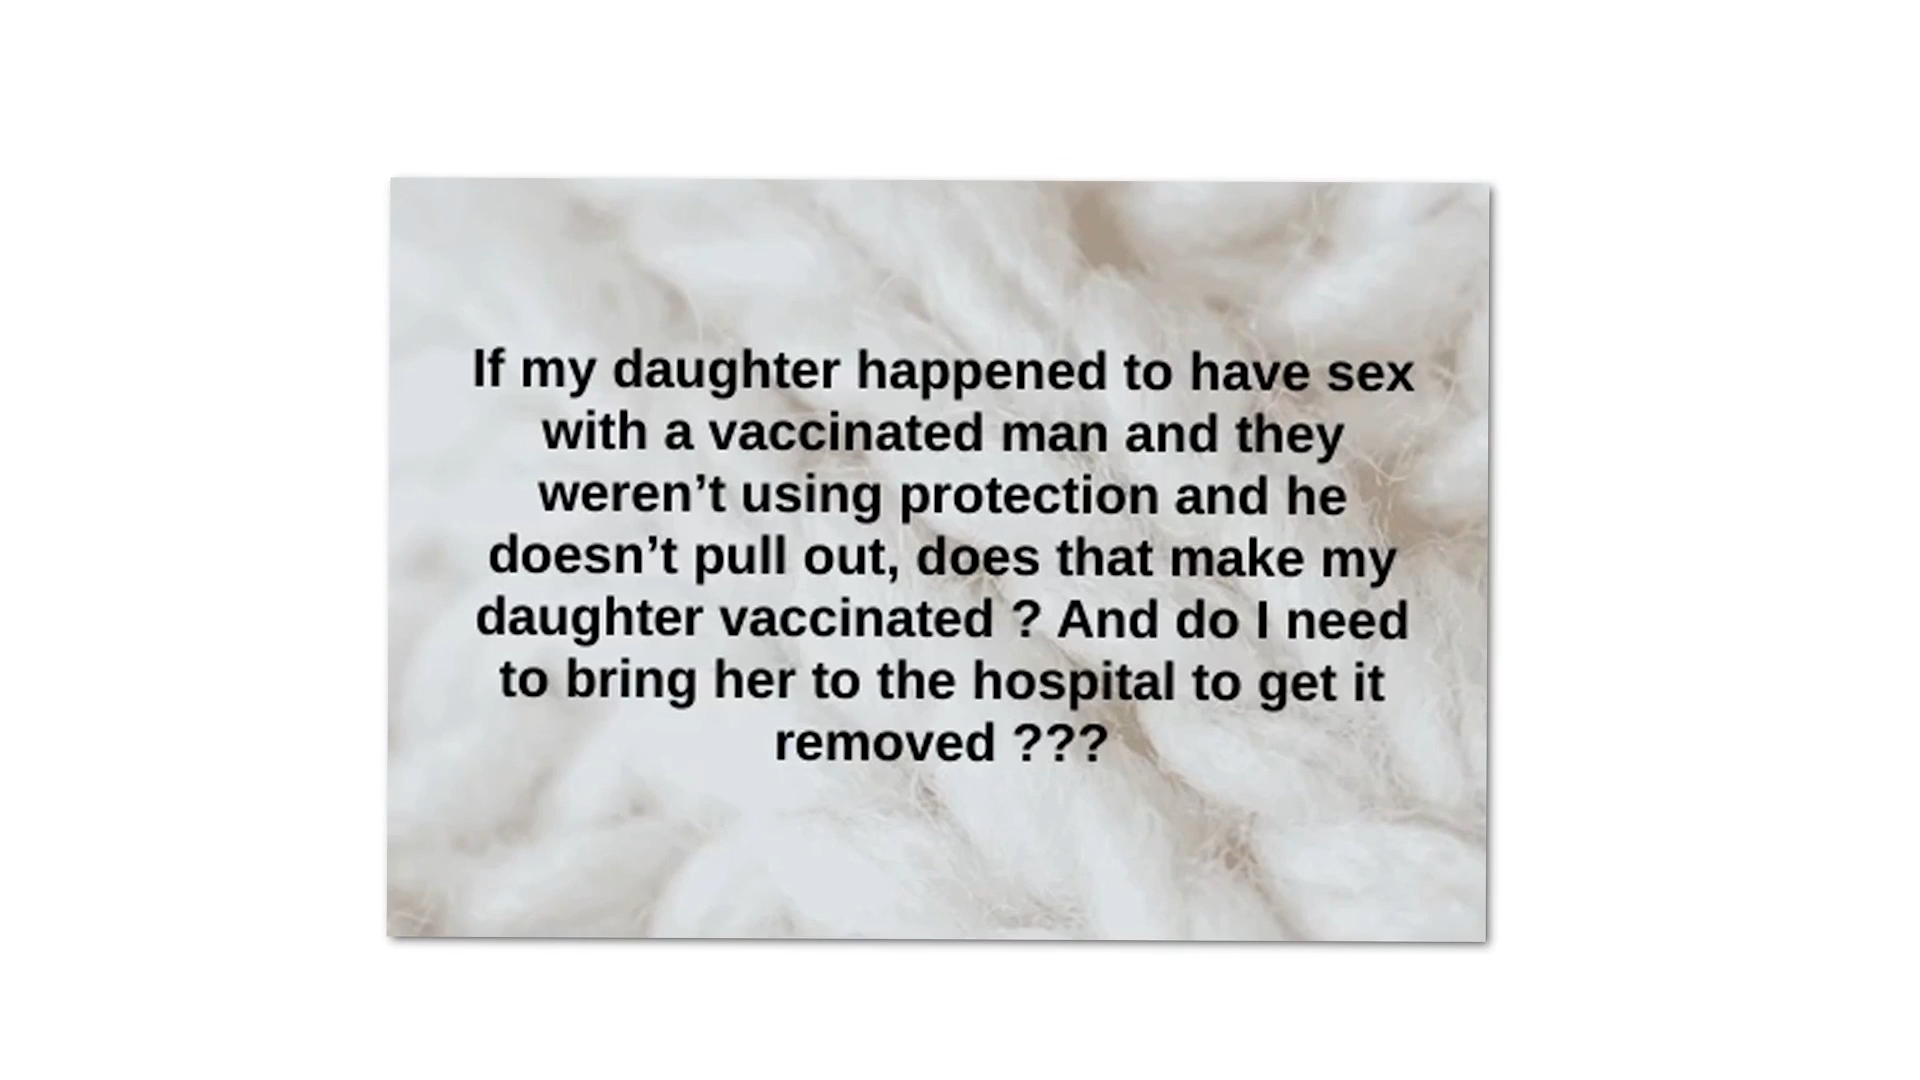 If my daughter happened to have sex
with a vaccinated man and they
weren’t using protection and he
doesn’t pull out, does that make my
daughter vaccinated ? And do I need
to bring her to the hospital to get it
removed ???